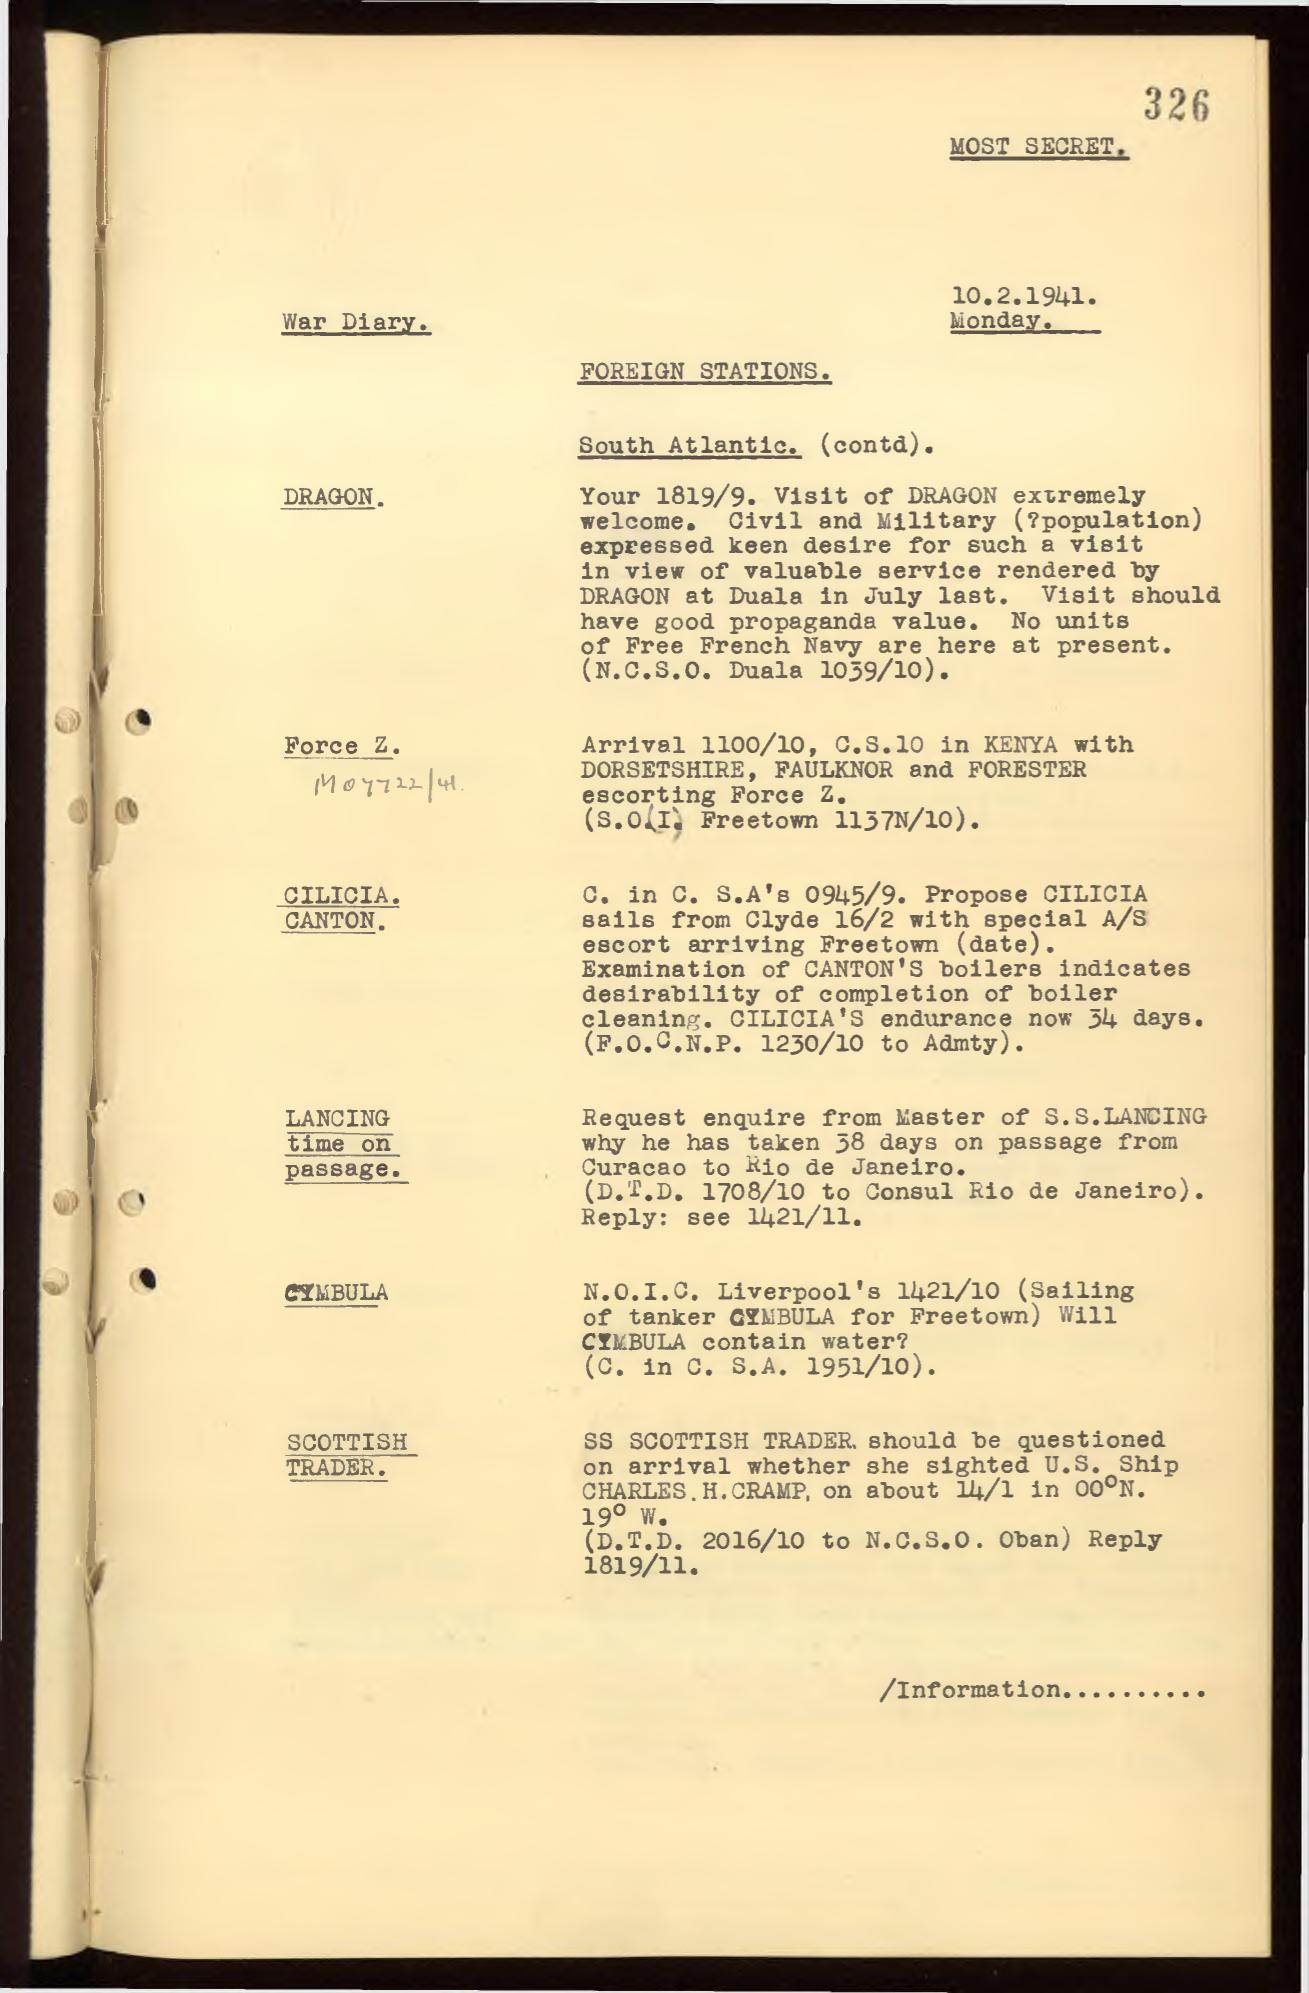 326
MOST SECRET.
10.2.1941.
War Diary.
Monday.
FOREIGN STATIONS.
South Atlantic. (contd).
DRAGON.
Your 1819/9. Visit of DRAGON extremely
welcome. Civil and Military (?population)
expressed keen desire for such a visit
in view of valuable service rendered by
DRAGON at Duala in July last. Visit should
have good propaganda value. No units
of Free French Navy are here at present.
(N.C.S.O. Duala 1039/10).
Force Z.
M07722/41.
Arrival 1100/10, C.S.10 in KENYA with
DORSETSHIRE, FAULKNOR and FORESTER
escorting Force Z.
(S.O.(I) Freetown 1137N/10).
CILICIA.
CANTON.
C. in C. S.A's 0945/9. Propose CILICIA
sails from Clyde 16/2 with special A/S
escort arriving Freetown (date).
Examination of CANTON'S boilers indicates
desirability of completion of boiler
cleaning. CILICIA'S endurance now 34 days.
(F.O.C.N.P. 1230/10 to Admty).
LANCING
time on
passage.
Request enquire from Master of S.S.LANCING
why he has taken 38 days on passage from
Curacao to Rio de Janeiro.
(D.T.D. 1708/10 to Consul Rio de Janeiro).
Reply: see 1421/11.
CYMBULA
N.O.I.C. Liverpool's 1421/10 (Sailing
of tanker CYMBULA for Freetown) Will
CYMBULA contain water?
(C. in C. S.A. 1951/10).
SCOTTISH
TRADER.
SS SCOTTISH TRADER. should be questioned
on arrival whether she sighted U.S. Ship
CHARLES.H.CRAMP, on about 14/1 in 00°N.
19° W.
(D.T.D. 2016/10 to N.C.S.O. Oban) Reply
1819/11.
/Information..........